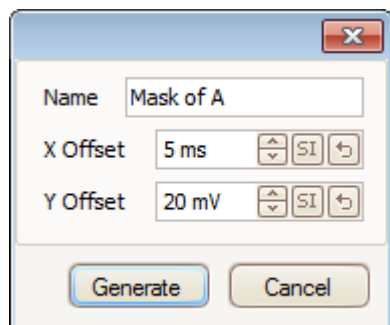 Name Mask of A
X Offset 5 ms SI
Y Offset 20 mV SI
Generate Cancel